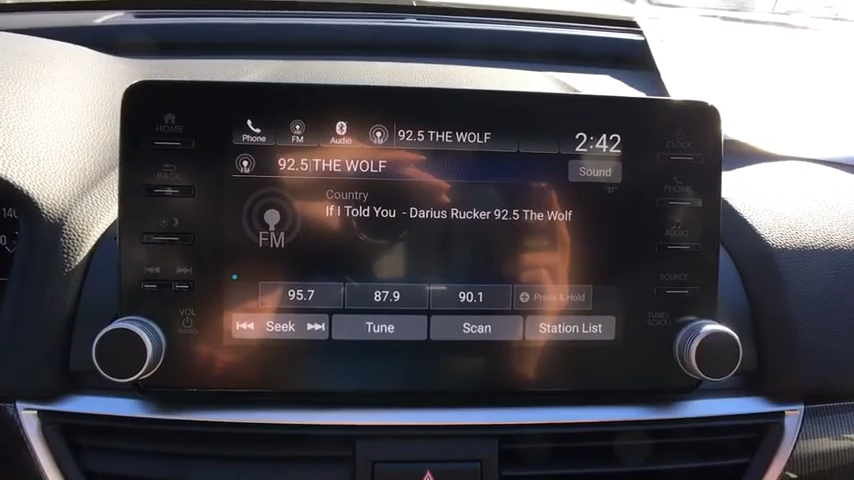 HOME
Phone
FM
Audio
92.5 THE WOLF
2:42
CLOCK
92.5 THE WOLF
Sound
BACK
PHONE
Country
If I Told You - Darius Rucker 92.5 The Wolf
FM
AUDIO
SOURCE
95.7
87.9
90.1
Press & Hold
VOL
AUDIO
TUNE/
SCROLL
Seek
Tune
Scan
Station List